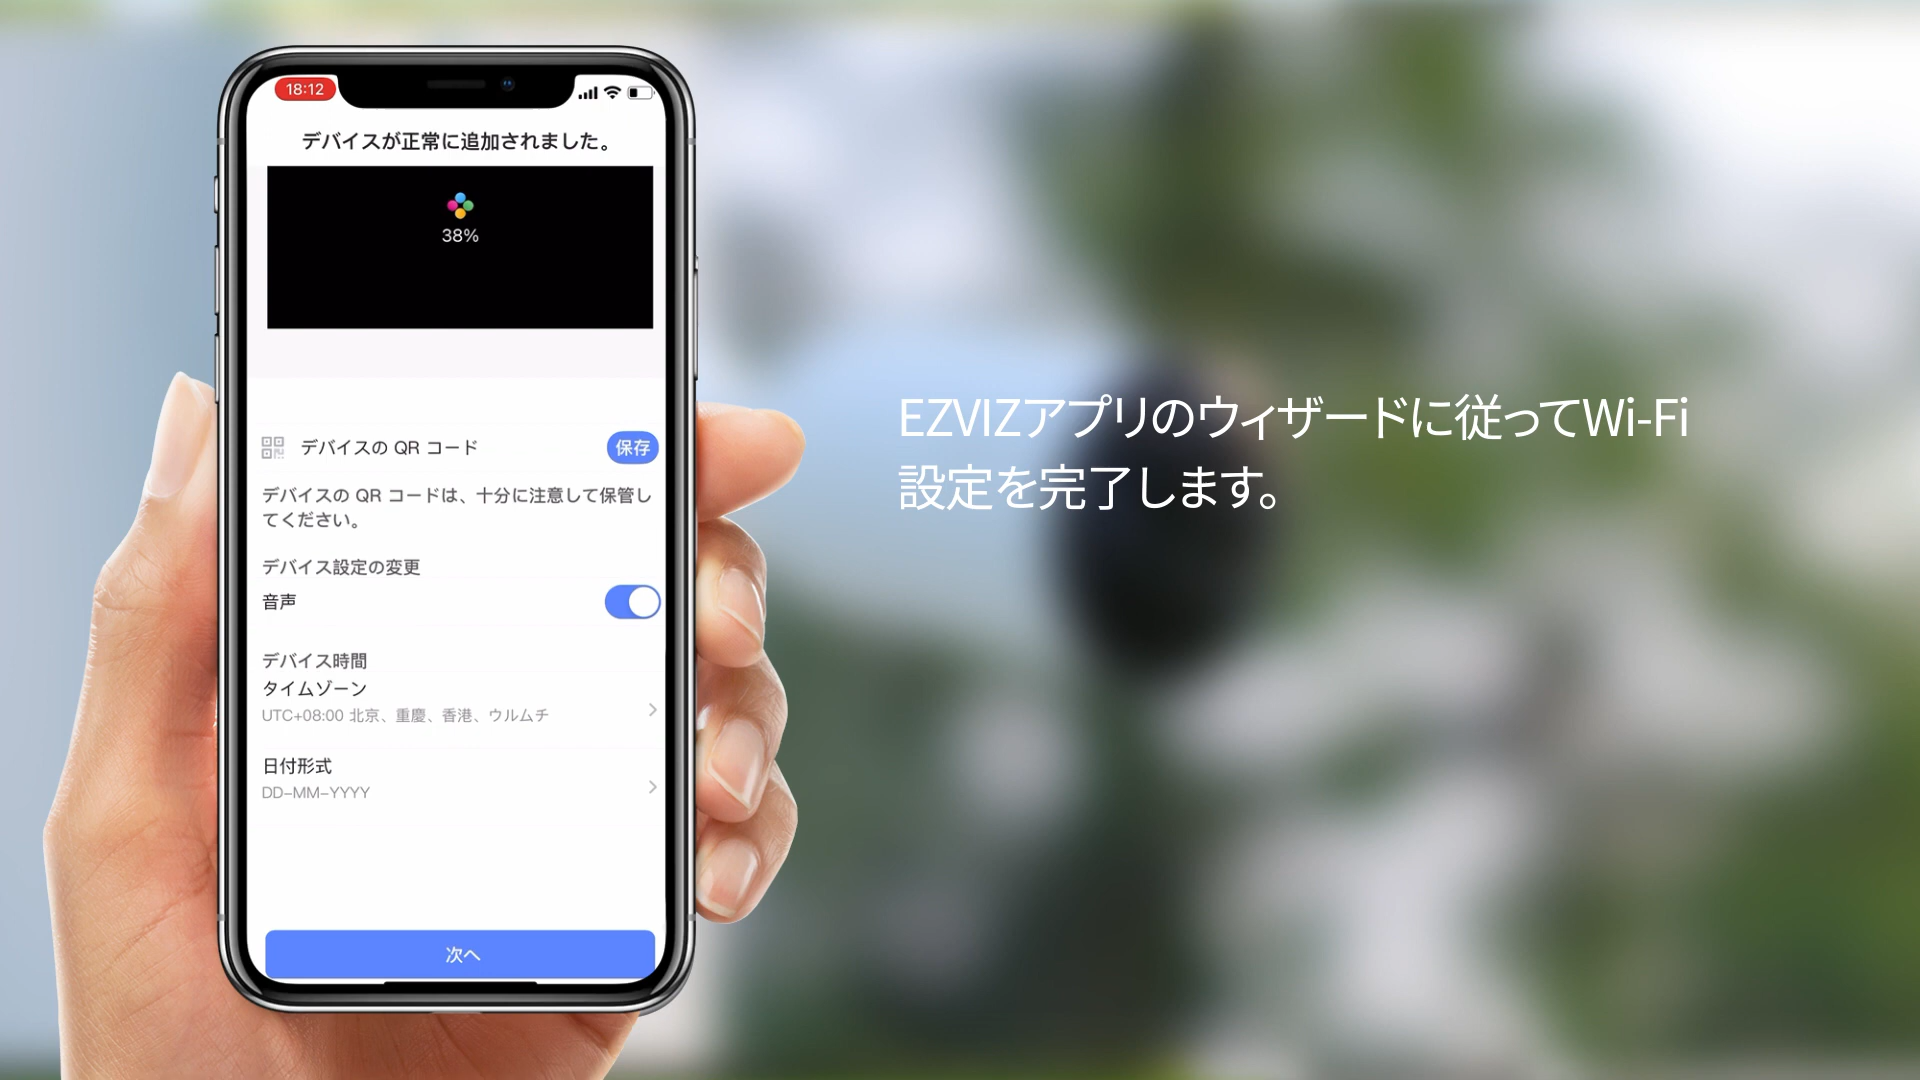 18:12
デバイスが正常に追加されました。
38%
デバイスの QR コード
保存
デバイスの QR コードは、十分に注意して保管し
てください。
デバイス設定の変更
音声
デバイス時間
タイムゾーン
UTC+08:00 北京、重慶、香港、ウルムチ
日付形式
DD-MM-YYYY
次へ
EZVIZアプリのウィザードに従ってWi-Fi
設定を完了します。